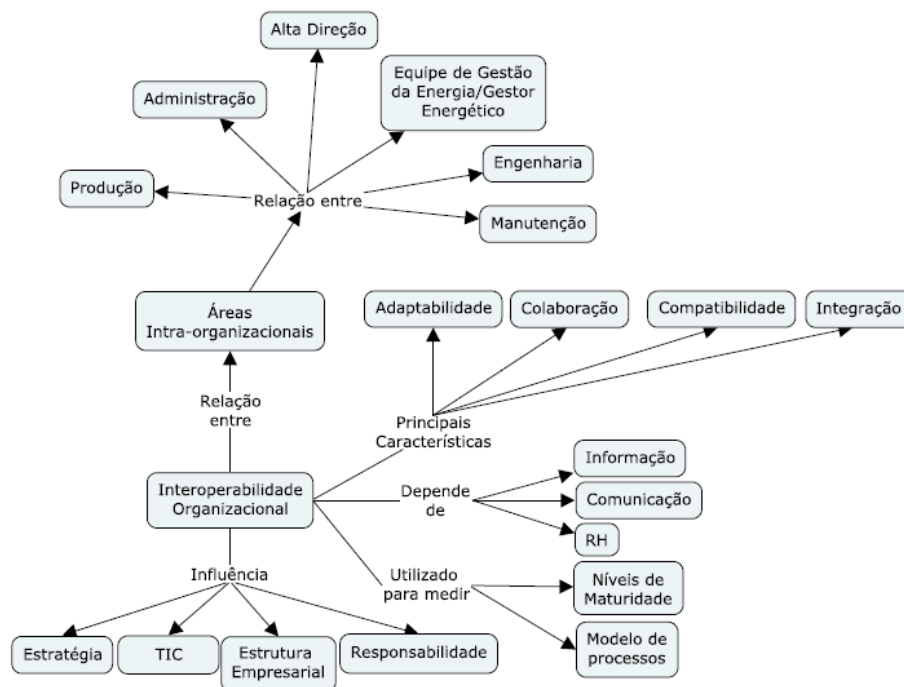 Alta Direção
Equipe de Gestão
da Energia/Gestor
Energético
Administração
Engenharia
Produção
Relação entre
Manutenção
Áreas
Intra-organizacionais
Adaptabilidade
Colaboração
Compatibilidade
Integração
Relação
entre
Principais
Características
Interoperabilidade
Organizacional
Depende
de
Informação
Comunicação
RH
Influência
Utilizado
para medir
Níveis de
Maturidade
Modelo de
processos
Estratégia
TIC
Estrutura
Empresarial
Responsabilidade